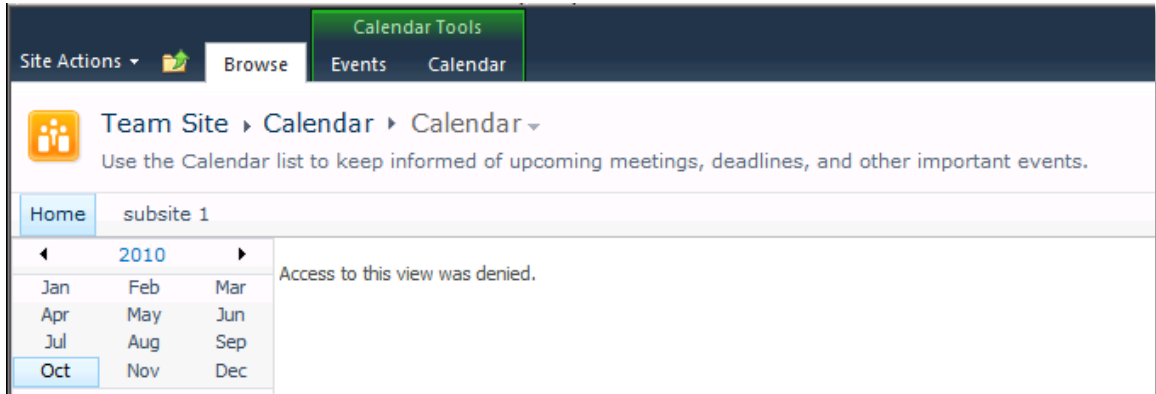 Calendar Tools
Site Actions Browse Events Calendar
Team Site Calendar Calendar
Use the Calendar list to keep informed of upcoming meetings, deadlines, and other important events.
Home subsite 1
2010
Access to this view was denied.
Jan Feb Mar
Apr May Jun
Jul Aug Sep
Oct Nov Dec